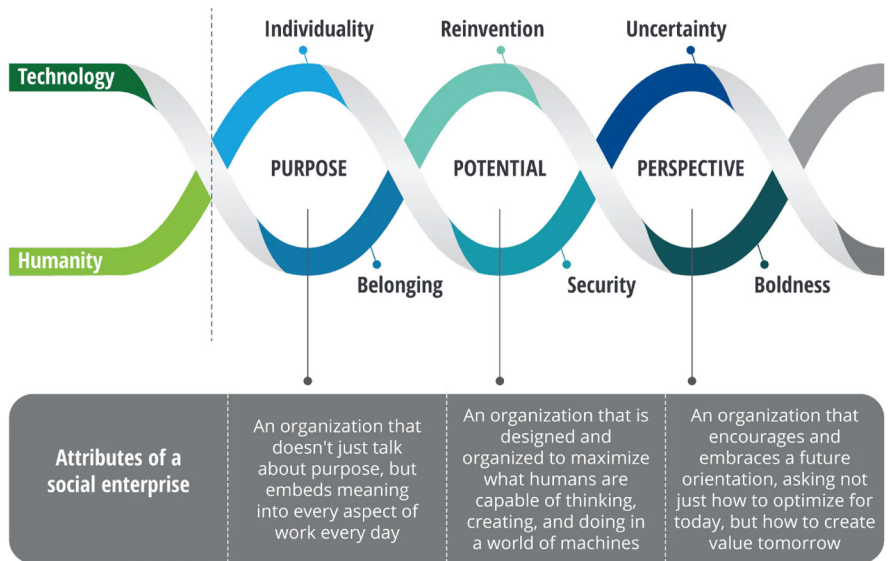 Individuality
Reinvention
Uncertainty
Technology
PURPOSE
POTENTIAL
PERSPECTIVE
Humanity
Belonging
Security
Boldness
Attributes of a
social enterprise
An organization that
doesn't just talk
about purpose, but
embeds meaning
into every aspect of
work every day
An organization that is
designed and
organized to maximize
what humans are
capable of thinking,
creating, and doing in
a world of machines
An organization that
encourages and
embraces a future
orientation, asking not
just how to optimize for
today, but how to create
value tomorrow